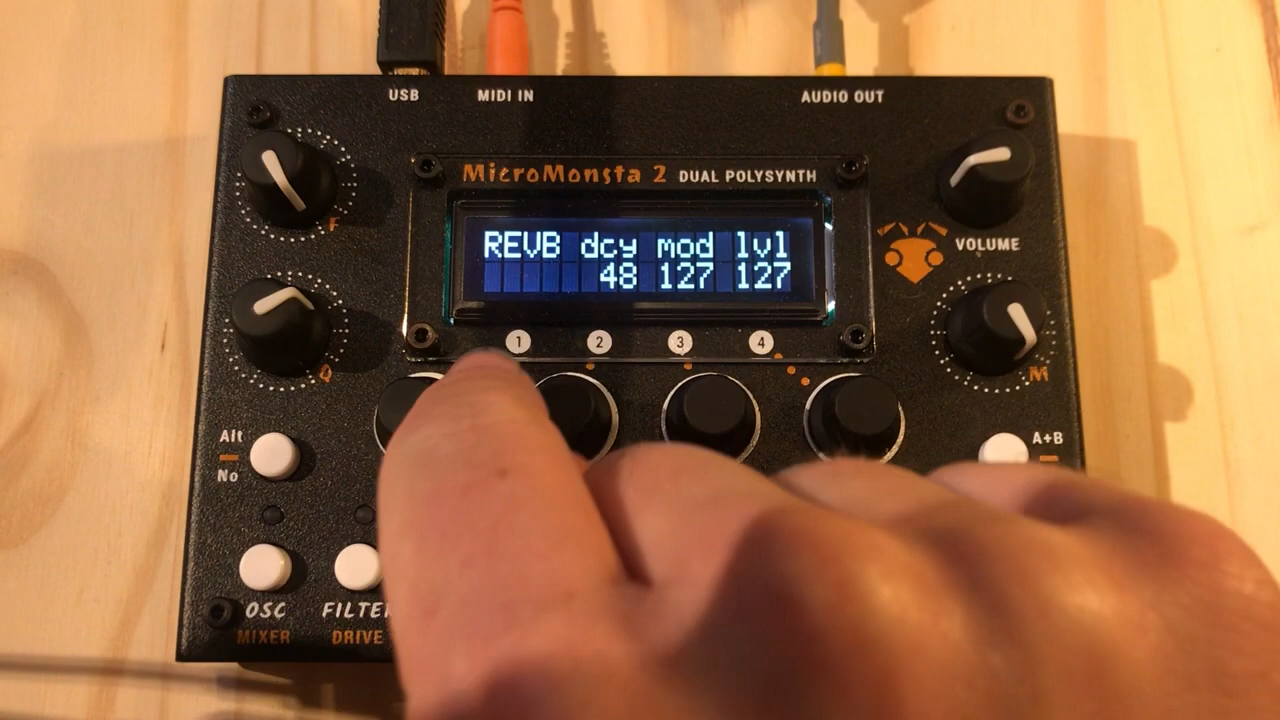 USB MIDI IN AUDIO OUT
MicroMonsta 2 DUAL POLYSYNTH
F
REVB dcy mod lvl
48 127 127
VOLUME
1 2 3 4
Q
M
Alt
No
A+B
OSC
MIXER
DRIVE